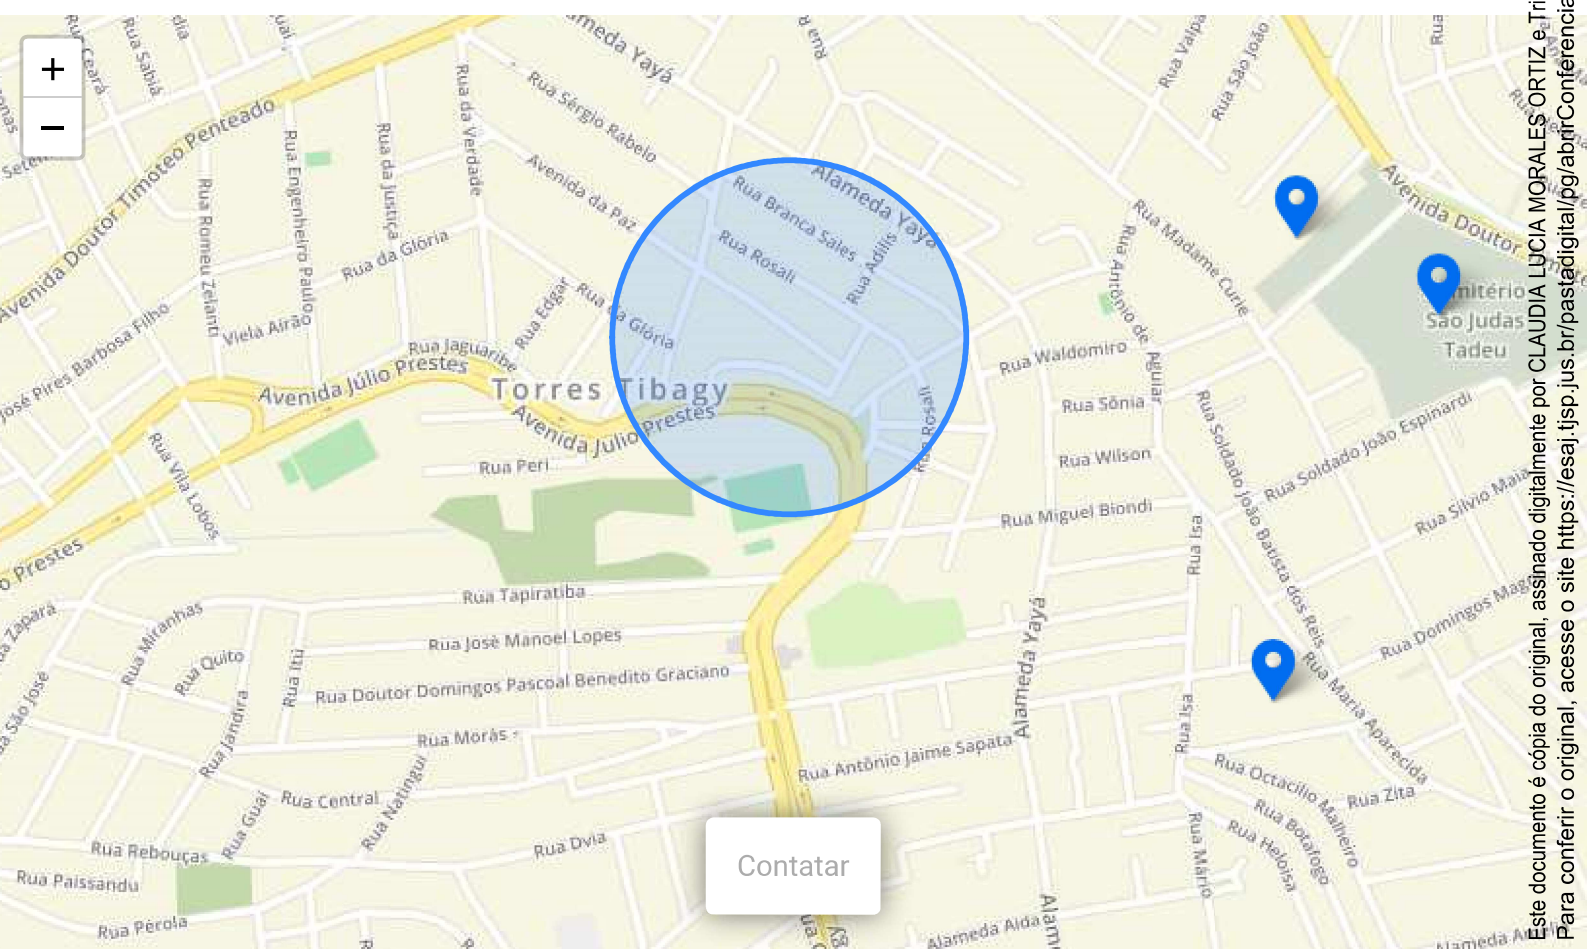 +
−
Rua Ceará
Rua Sabiá
Avenida Doutor Timoteo Penteado
Rua Romeu Zelanti
Rua Engenheiro Paulo
Rua da Justiça
Rua da Verdade
Rua Sérgio Rabelo
Avenida da Paz
Alameda Yayá
Rua Branca Sales
Rua Rosali
Rua Adilis
Rua da Glória
Rua da Glória
Viela Airão
Rua Edgar
Rua Jaguaribe
Avenida Júlio Prestes
Torres Tibagy
Avenida Júlio Prestes
José Pires Barbosa Filho
Rua Vila Lobos
Rua Peri
Rua Rosali
Rua Valpa
Rua São João
Rua Madame Curie
Rua Antônio de Aguiar
Rua Waldomiro
Rua Sônia
Rua Wilson
Rua Miguel Biondi
Avenida Doutor
mitério
São Judas
Tadeu
Rua Soldado João Espinardi
Rua Soldado João Batista dos Reis
Rua Silvio Maia
Rua Domingos Mag
Rua Isa
Rua Isa
Rua Maria Aparecida
Rua Octacílio Malheiro
Rua Zita
Rua Botafogo
Rua Heloisa
Rua Mário
Alameda Yayá
Rua Antônio Jaime Sapata
Alameda Aida
Rua Tapiratiba
Rua José Manoel Lopes
Rua Doutor Domingos Pascoal Benedito Graciano
Rua Morás
Rua Central
Rua Dvia
Rua Miranhas
Rua Quito
Rua Itú
Rua Jandira
Rua Natingui
Rua Guaí
Rua Rebouças
Rua Paissandu
Rua Pérola
o Prestes
Contatar
Este documento é cópia do original, assinado digitalmente por CLAUDIA LUCIA MORALES ORTIZ e Tri
Para conferir o original, acesse o site https://esaj.tjsp.jus.br/pastadigital/pg/abrirConferencia